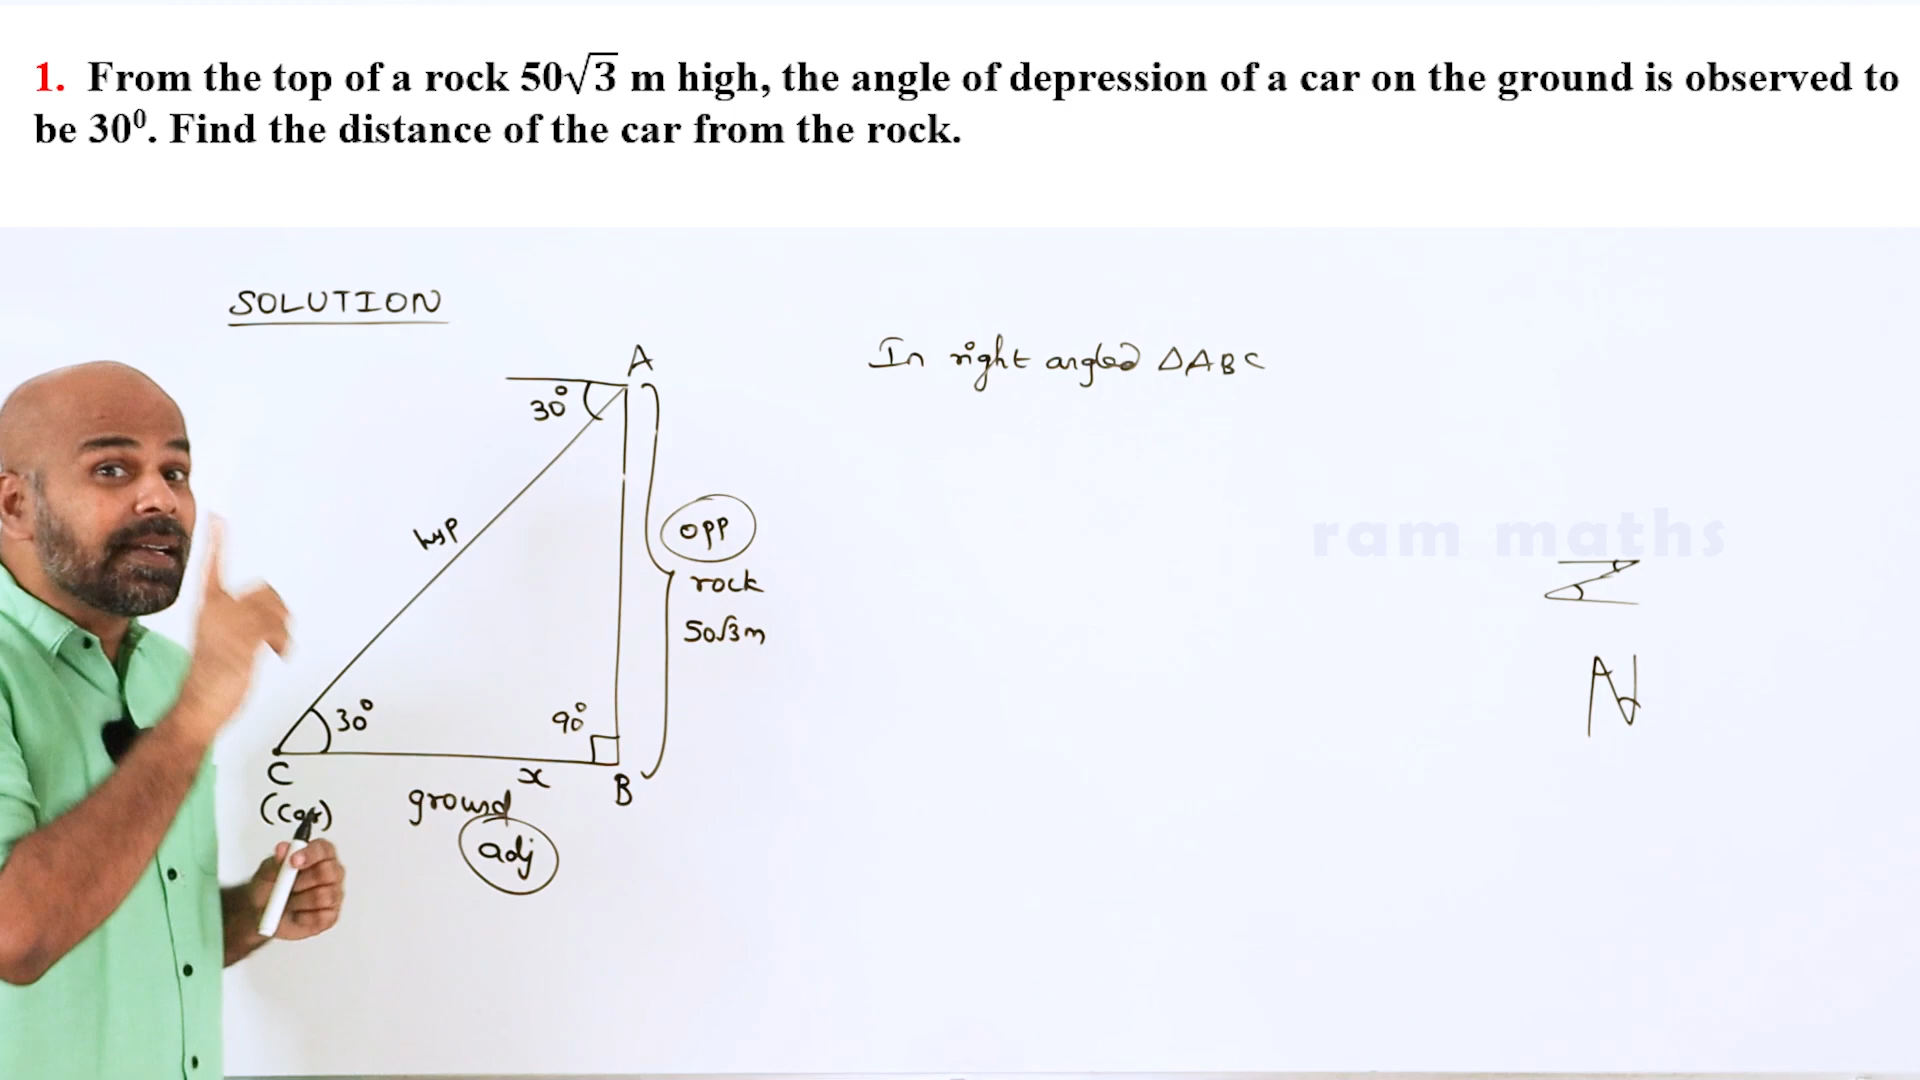 1. From the top of a rock 50√3 m high, the angle of depression of a car on the ground is observed to
be 30⁰. Find the distance of the car from the rock.
SOLUTION
In right angled ΔABC
A
30°
hyp
opp
rock
50√3m
ram maths
Z
N
30°
90°
C
x
B
(Car)
ground
adj